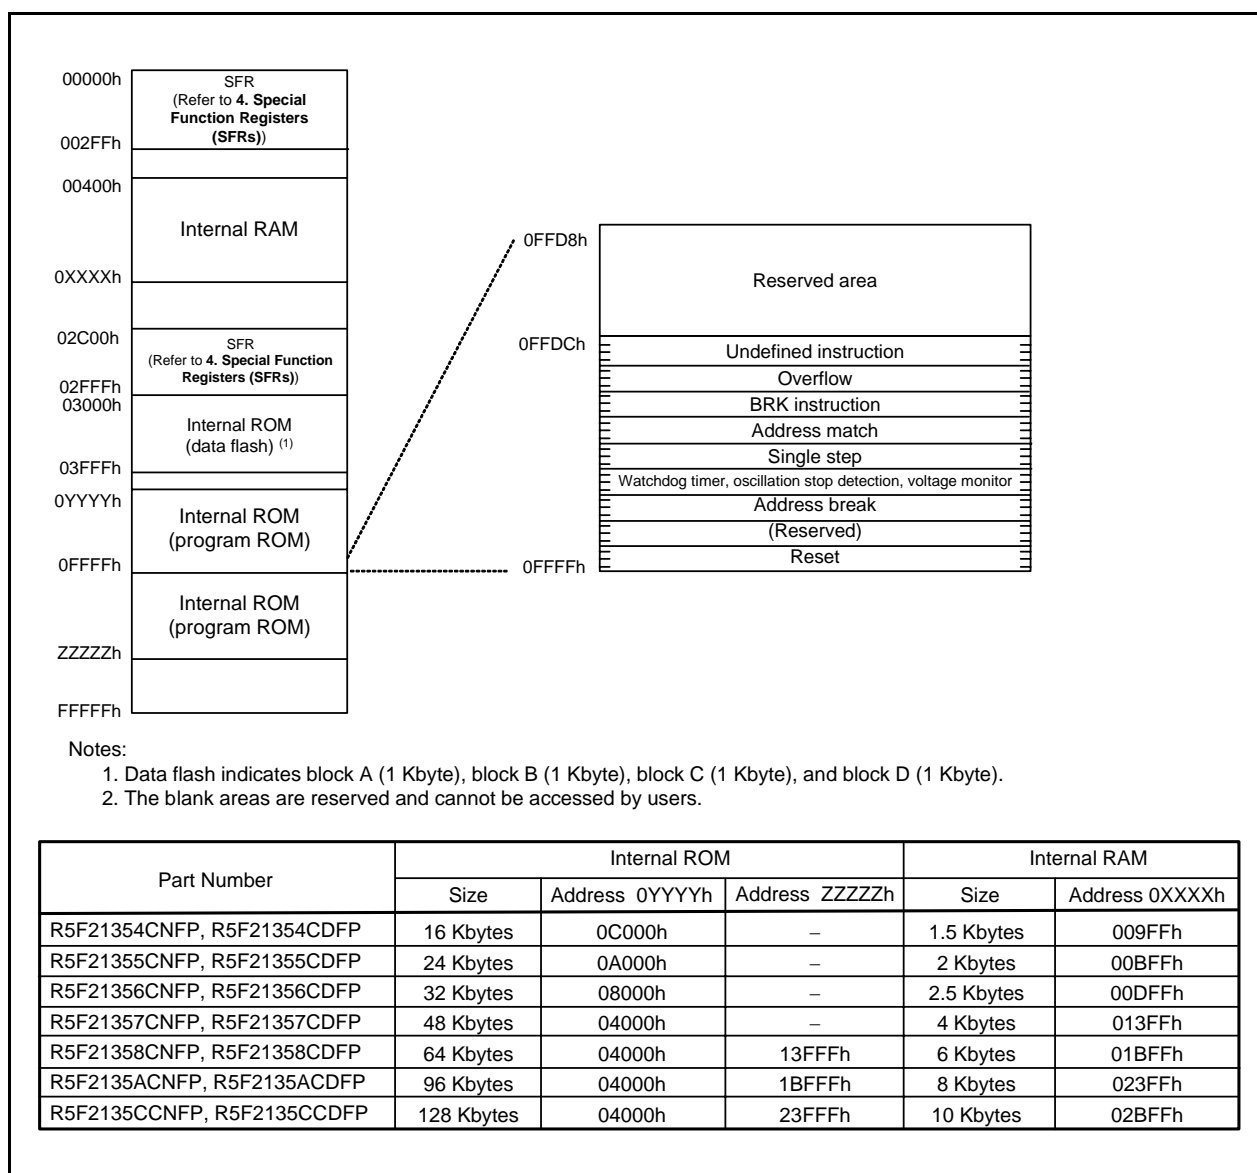 00000h
SFR
(Refer to 4. Special
Function Registers
(SFRs))
002FFh
00400h
Internal RAM
0XXXXh
02C00h
SFR
(Refer to 4. Special Function
Registers (SFRs))
02FFFh
03000h
Internal ROM
(data flash) (1)
03FFFh
0YYYYh
Internal ROM
(program ROM)
0FFFFh
Internal ROM
(program ROM)
ZZZZZh
FFFFFh
0FFD8h
Reserved area
0FFDCh
Undefined instruction
Overflow
BRK instruction
Address match
Single step
Watchdog timer, oscillation stop detection, voltage monitor
Address break
(Reserved)
Reset
0FFFFh
Notes:
1. Data flash indicates block A (1 Kbyte), block B (1 Kbyte), block C (1 Kbyte), and block D (1 Kbyte).
2. The blank areas are reserved and cannot be accessed by users.
Part Number Internal ROM Internal RAM
Size Address 0YYYYh Address ZZZZZh Size Address 0XXXXh
R5F21354CNFP, R5F21354CDFP 16 Kbytes 0C000h – 1.5 Kbytes 009FFh
R5F21355CNFP, R5F21355CDFP 24 Kbytes 0A000h – 2 Kbytes 00BFFh
R5F21356CNFP, R5F21356CDFP 32 Kbytes 08000h – 2.5 Kbytes 00DFFh
R5F21357CNFP, R5F21357CDFP 48 Kbytes 04000h – 4 Kbytes 013FFh
R5F21358CNFP, R5F21358CDFP 64 Kbytes 04000h 13FFFh 6 Kbytes 01BFFh
R5F2135ACNFP, R5F2135ACDFP 96 Kbytes 04000h 1BFFFh 8 Kbytes 023FFh
R5F2135CCNFP, R5F2135CCDFP 128 Kbytes 04000h 23FFFh 10 Kbytes 02BFFh